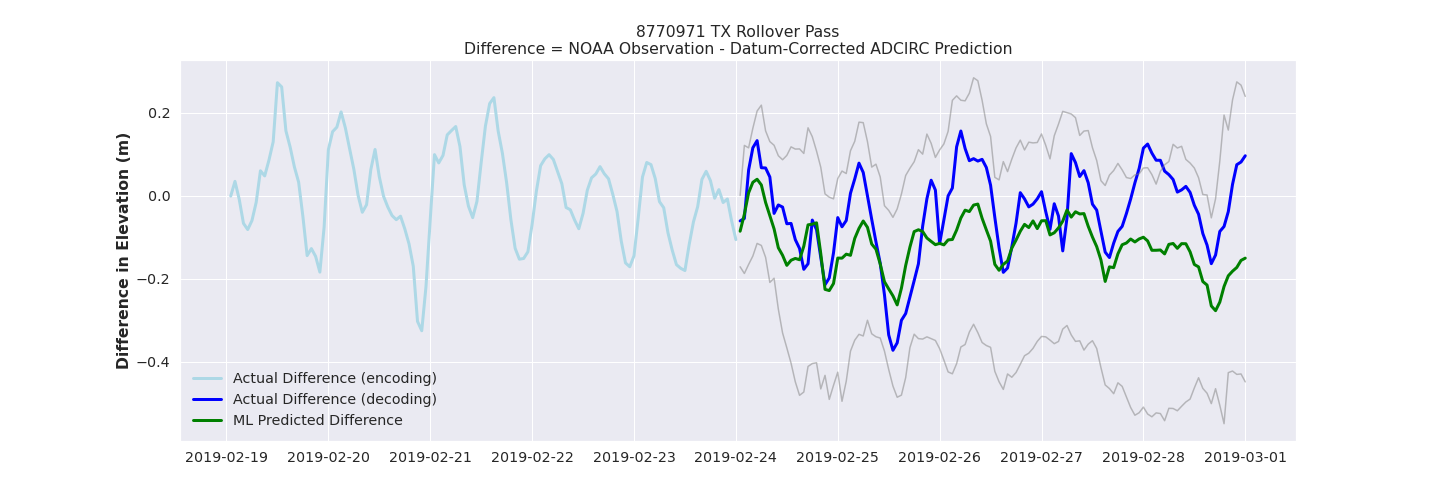 8770971 TX Rollover Pass
Difference = NOAA Observation - Datum-Corrected ADCIRC Prediction
Difference in Elevation (m)
0.2
0.0
−0.2
−0.4
Actual Difference (encoding)
Actual Difference (decoding)
ML Predicted Difference
2019-02-19 2019-02-20 2019-02-21 2019-02-22 2019-02-23 2019-02-24 2019-02-25 2019-02-26 2019-02-27 2019-02-28 2019-03-01